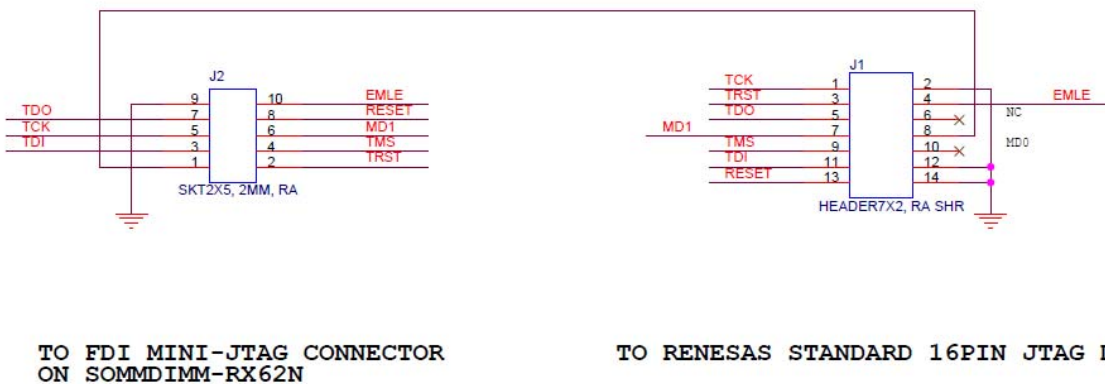 J2
9 10 EMLE
TDO 7 8 RESET
TCK 5 6 MD1
TDI 3 4 TMS
1 2 TRST
SKT2X5, 2MM, RA
J1
TCK 1 2
TRST 3 4 EMLE
TDO 5 6 NC
MD1 7 8
TMS 9 10 MD0
TDI 11 12
RESET 13 14
HEADER7X2, RA SHR
TO FDI MINI-JTAG CONNECTOR
ON SOMMDIMM-RX62N
TO RENESAS STANDARD 16PIN JTAG